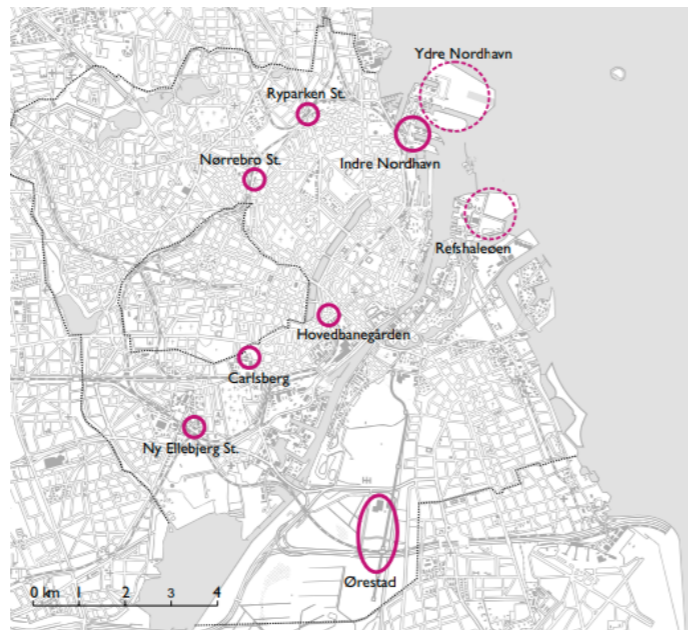 Ydre Nordhavn
Ryparken St.
Nørrebro St.
Indre Nordhavn
Refshaleøen
Hovedbanegården
Carlsberg
Ny Ellebjerg St.
Ørestad
0 km 1 2 3 4